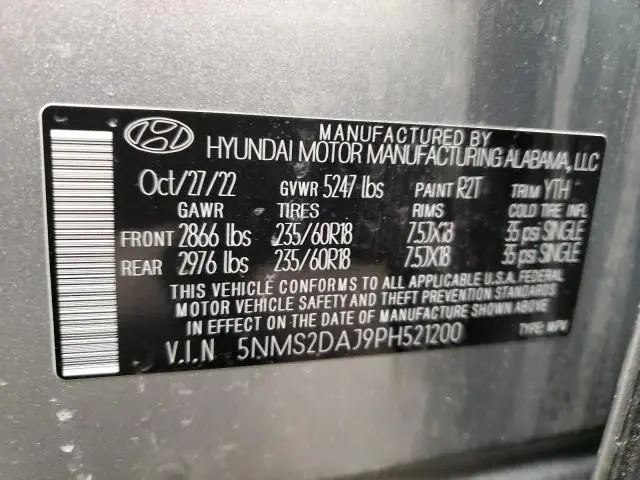 MANUFACTURED BY
HYUNDAI MOTOR MANUFACTURING ALABAMA, LLC
Oct/27/22 GVWR 5247 lbs PAINT R2T TRIM YTH
GAWR TIRES RIMS COLD TIRE INFL
FRONT 2866 lbs 235/60R18 7.5JX18 35 psi SINGLE
REAR 2976 lbs 235/60R18 7.5JX18 35 psi SINGLE
THIS VEHICLE CONFORMS TO ALL APPLICABLE U.S.A. FEDERAL
MOTOR VEHICLE SAFETY AND THEFT PREVENTION STANDARDS
IN EFFECT ON THE DATE OF MANUFACTURE SHOWN ABOVE.
V.I.N 5NMS2DAJ9PH521200 TYPE: MPV